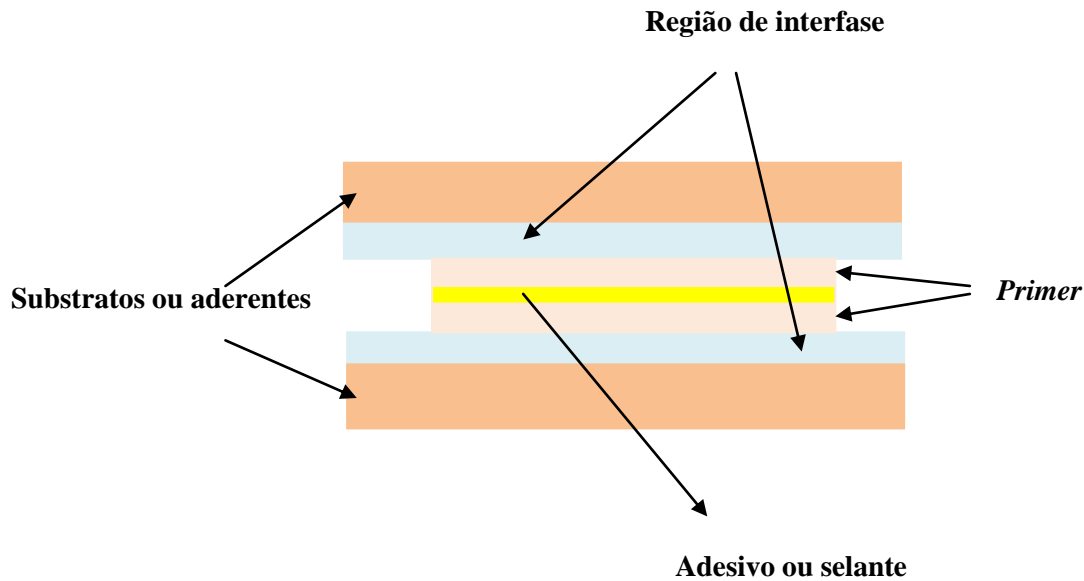 Região de interfase
Substratos ou aderentes
Primer
Adesivo ou selante